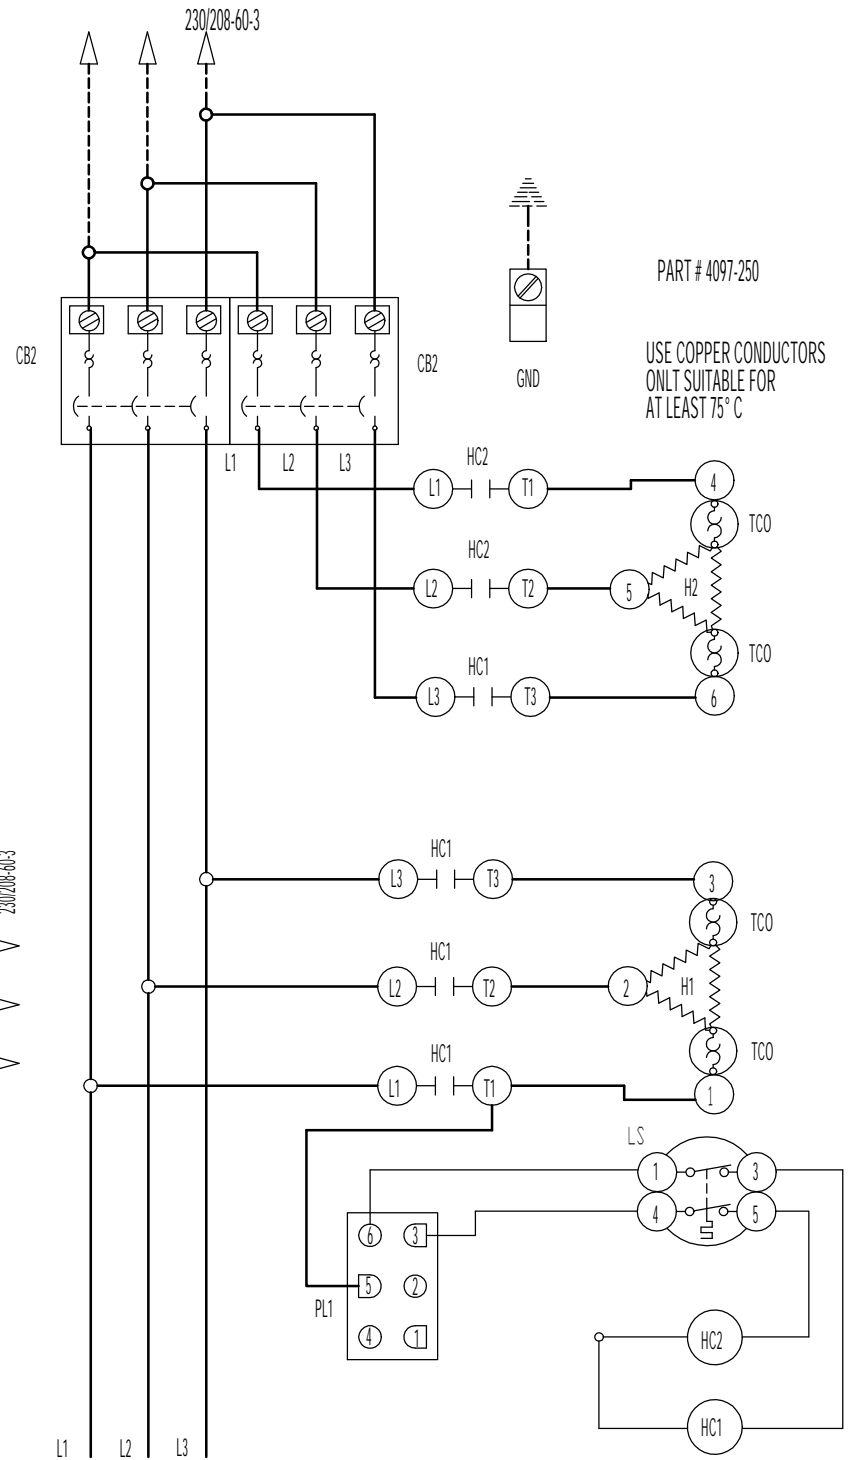 230/208-60-3
PART # 4097-250
CB2
CB2
GND
USE COPPER CONDUCTORS
ONLT SUITABLE FOR
AT LEAST 75° C
L1 L2 L3
HC2
L1 T1 4
TCO
HC2
L2 T2 5 H2
TCO
HC1
L3 T3 6
230/208-60-3
HC1
L3 T3 3
TCO
HC1
L2 T2 2 H1
TCO
HC1
L1 T1 1
LS
1 3
4 5
6 3
5 2
PL1
4 1
HC2
HC1
L1 L2 L3